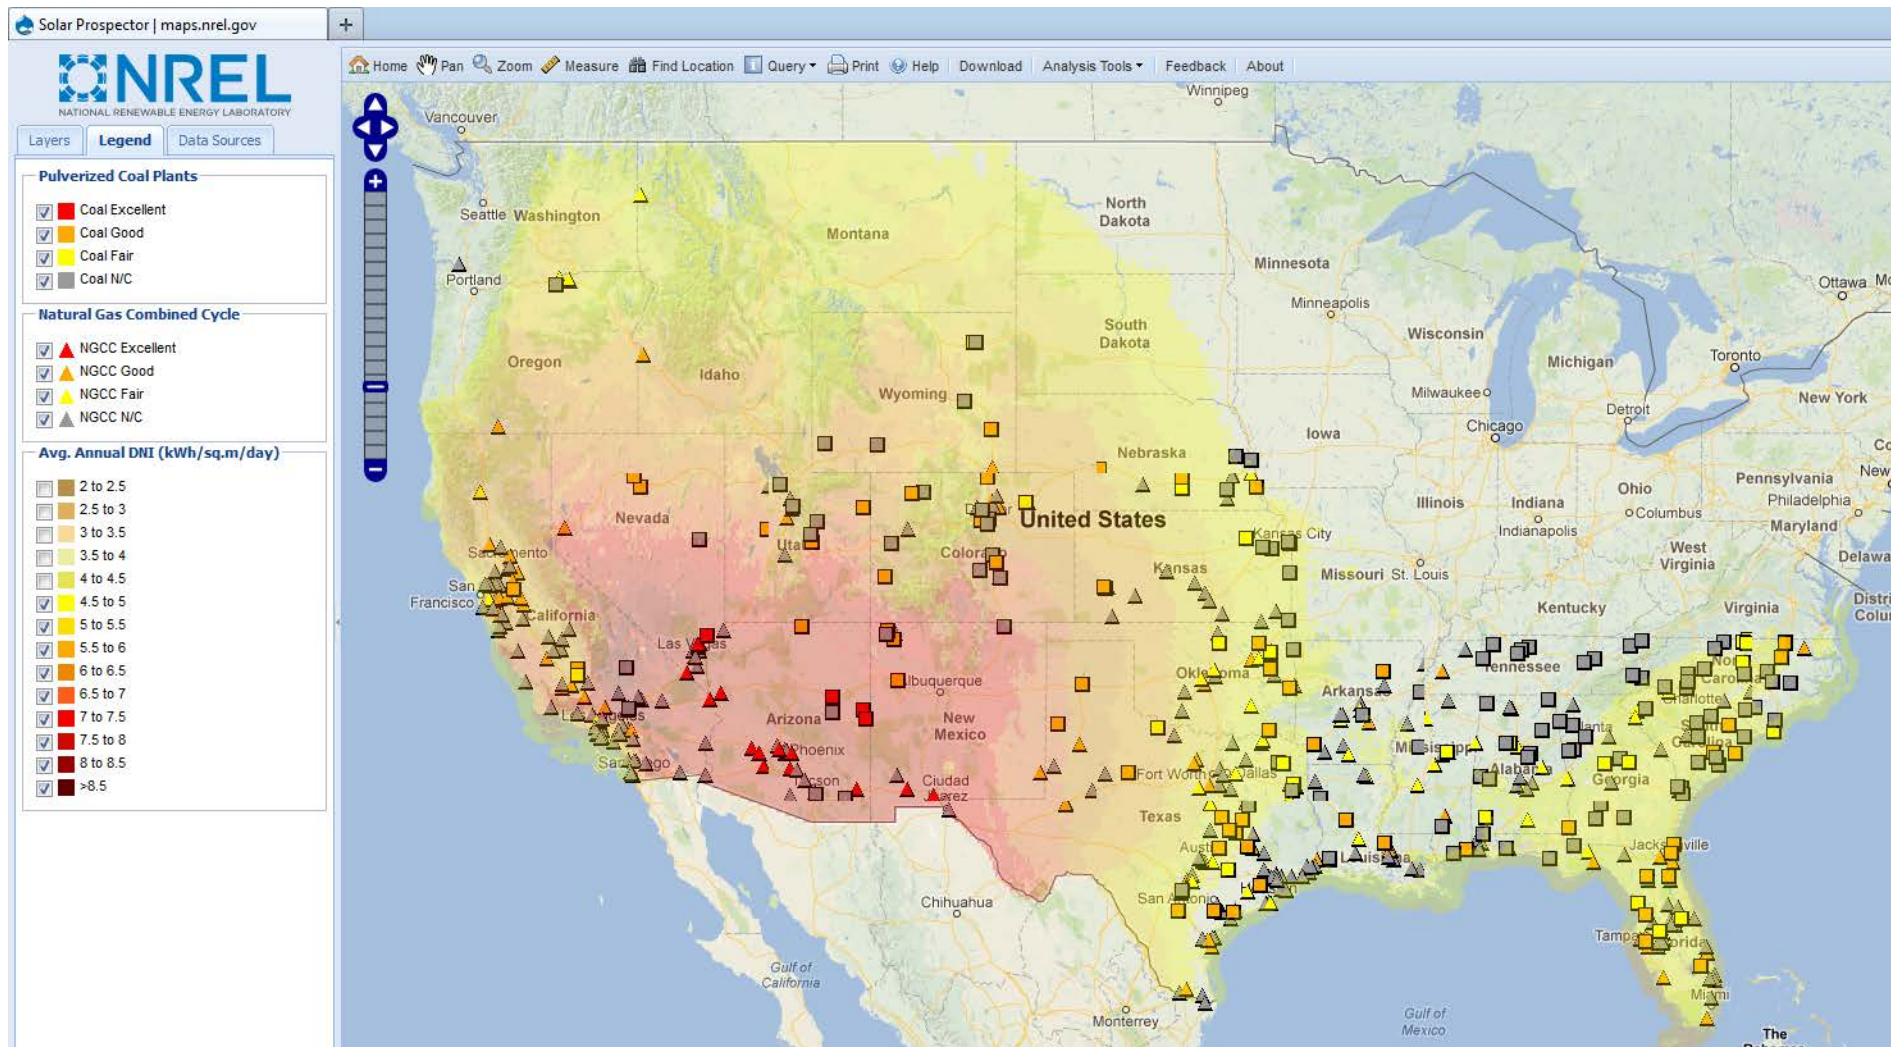 Solar Prospector | maps.nrel.gov
NREL
NATIONAL RENEWABLE ENERGY LABORATORY
Home Pan Zoom Measure Find Location Query Print Help Download Analysis Tools Feedback About
Layers Legend Data Sources
Pulverized Coal Plants
Coal Excellent
Coal Good
Coal Fair
Coal N/C
Natural Gas Combined Cycle
NGCC Excellent
NGCC Good
NGCC Fair
NGCC N/C
Avg. Annual DNI (kWh/sq.m/day)
2 to 2.5
2.5 to 3
3 to 3.5
3.5 to 4
4 to 4.5
4.5 to 5
5 to 5.5
5.5 to 6
6 to 6.5
6.5 to 7
7 to 7.5
7.5 to 8
8 to 8.5
>8.5
Winnipeg
Vancouver
Seattle Washington
North
Dakota
Montana
Minnesota
Portland
Ottawa
Minneapolis
South
Dakota
Wisconsin
Oregon
Michigan
Toronto
Idaho
Wyoming
Milwaukee
New York
Detroit
Chicago
Iowa
Nebraska
Pennsylvania
Illinois
Indiana
Ohio
Philadelphia
Nevada
United States
Columbus
Indianapolis
Maryland
Kansas City
West
Virginia
Delawa
Kansas
Missouri St. Louis
San
Francisco
California
Kentucky
Virginia
Distri
Colu
Albuquerque
Arizona
New
Mexico
Phoenix
Charlotte
Georgia
Ciudad
Fort Worth
Texas
Chihuahua
Gulf of
California
Monterrey
Gulf of
Mexico
Miami
The